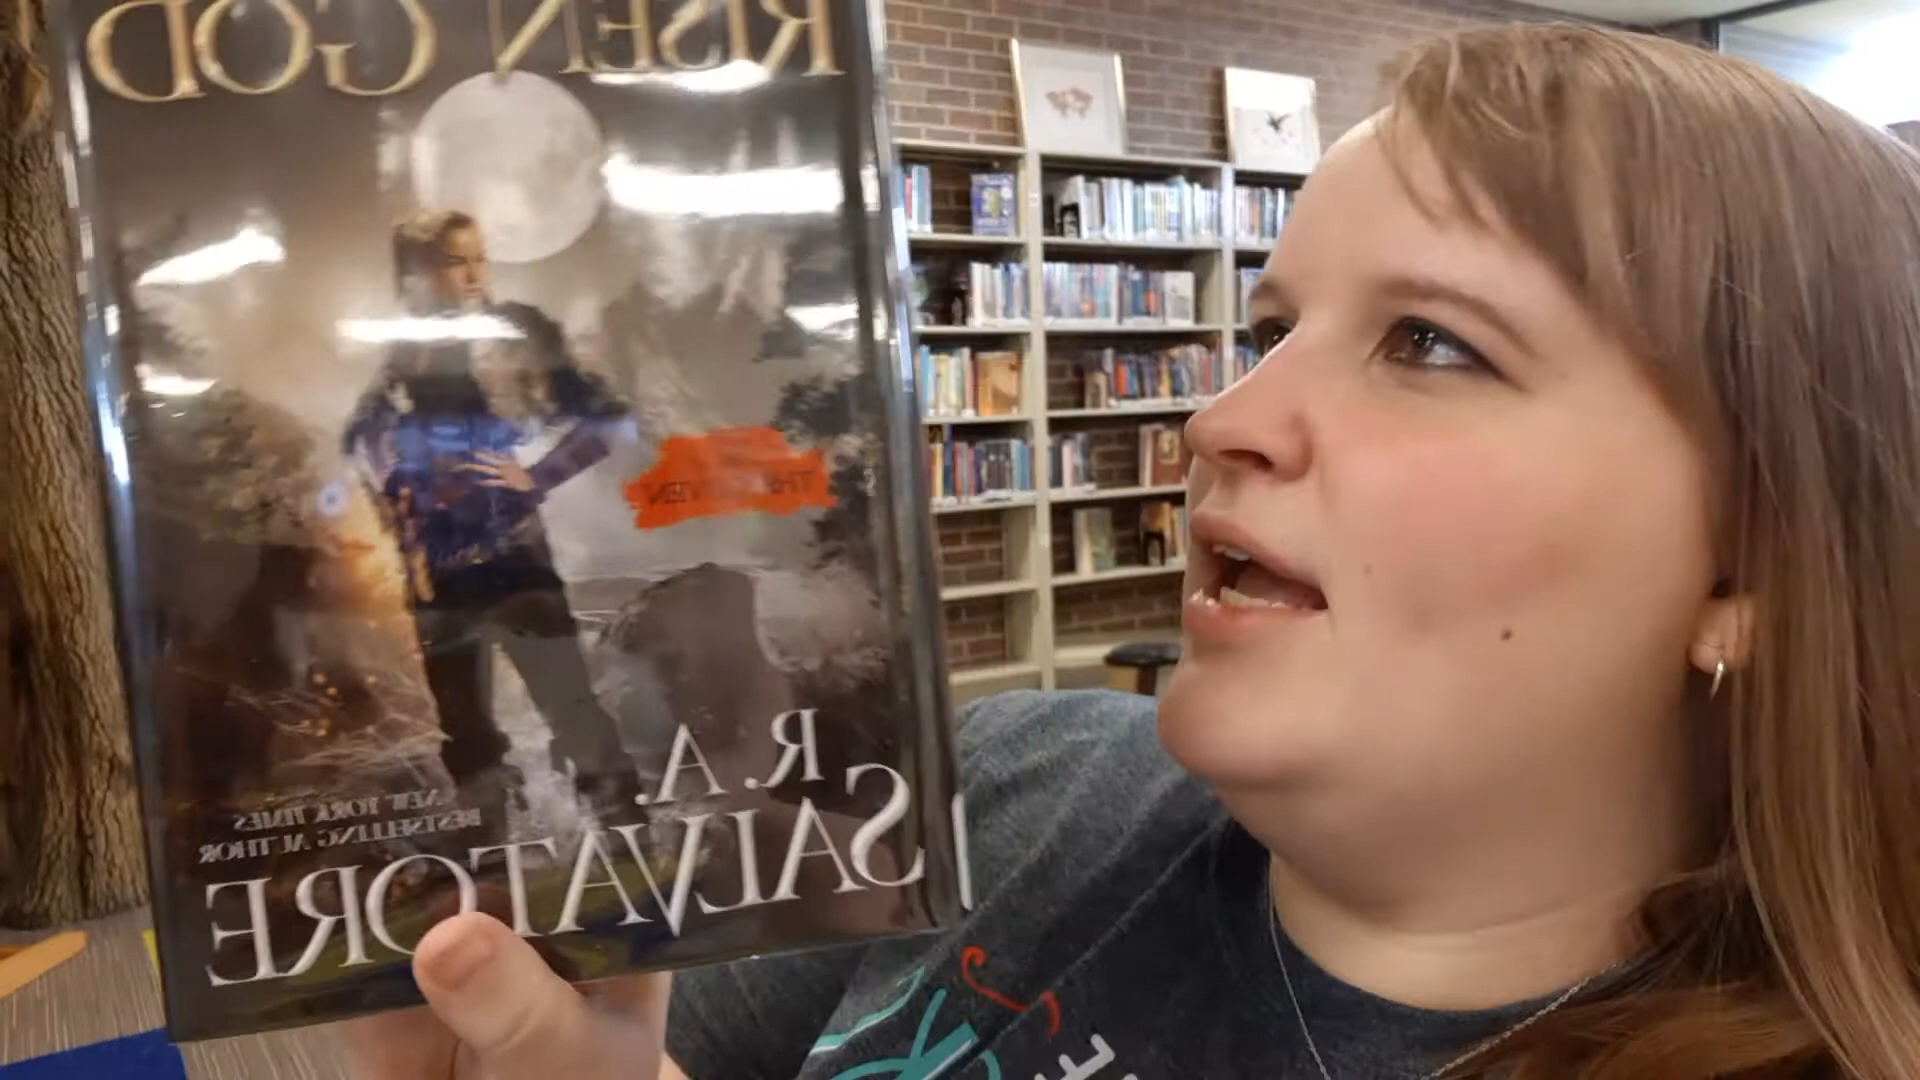 RISEN GOD
R.A.
SALVATORE
NEW YORK TIMES
BESTSELLING AUTHOR